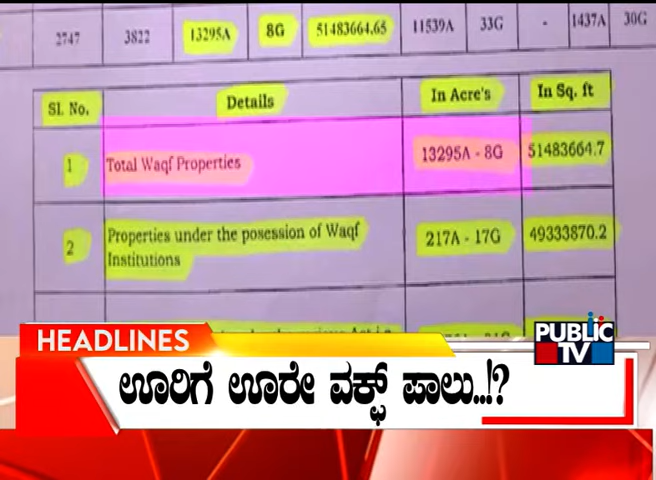 2747 3822 13295A 8G 51483664.65 11539A 33G - 1437A 30G
Sl. No. Details In Acre's In Sq. ft
1 Total Waqf Properties 13295A - 8G 51483664.7
2 Properties under the posession of Waqf Institutions 217A - 17G 49333870.2
HEADLINES
PUBLIC TV
ಊರಿಗೆ ಊರೇ ವಕ್ಫ್ ಪಾಲು..!?